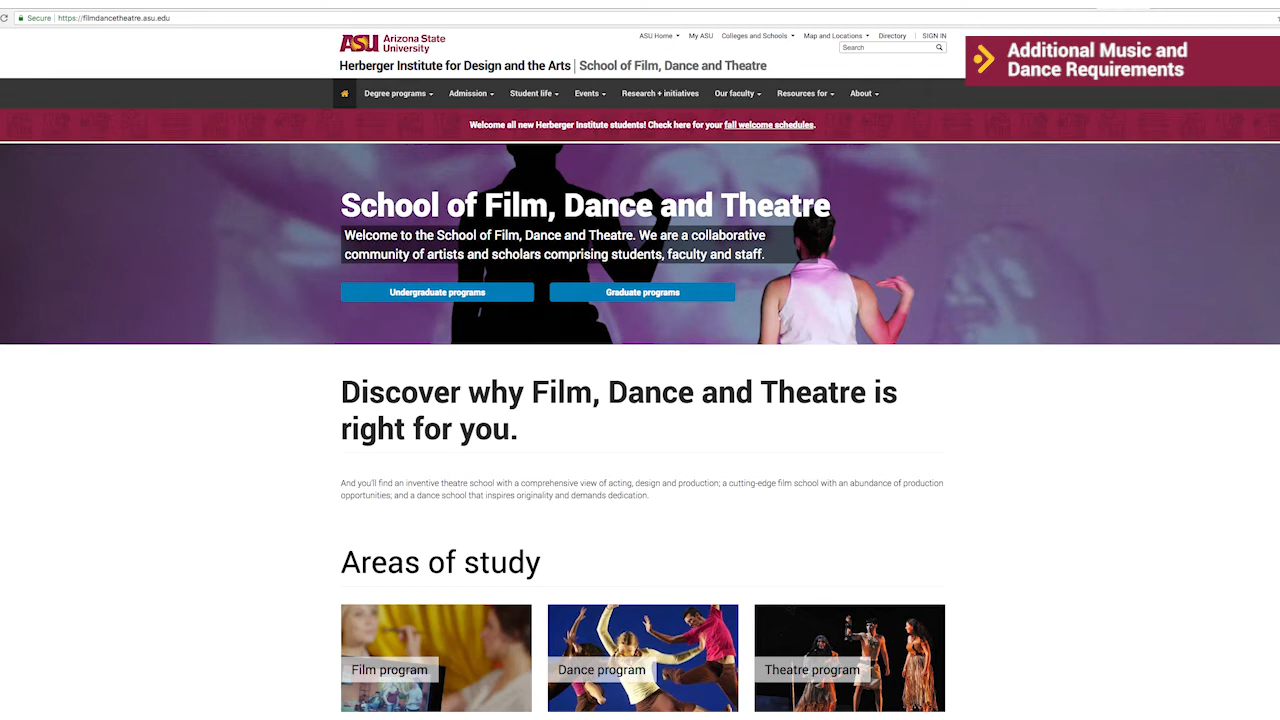 Secure | https://filmdancetheatre.asu.edu
ASU Arizona State University
ASU Home My ASU Colleges and Schools Map and Locations Directory | SIGN IN
Search
Herberger Institute for Design and the Arts | School of Film, Dance and Theatre
Additional Music and
Dance Requirements
Degree programs Admission Student life Events Research + initiatives Our faculty Resources for About
Welcome all new Herberger Institute students! Check here for your fall welcome schedules.
School of Film, Dance and Theatre
Welcome to the School of Film, Dance and Theatre. We are a collaborative
community of artists and scholars comprising students, faculty and staff.
Undergraduate programs Graduate programs
Discover why Film, Dance and Theatre is
right for you.
And you'll find an inventive theatre school with a comprehensive view of acting, design and production; a cutting-edge film school with an abundance of production
opportunities; and a dance school that inspires originality and demands dedication.
Areas of study
Film program Dance program Theatre program